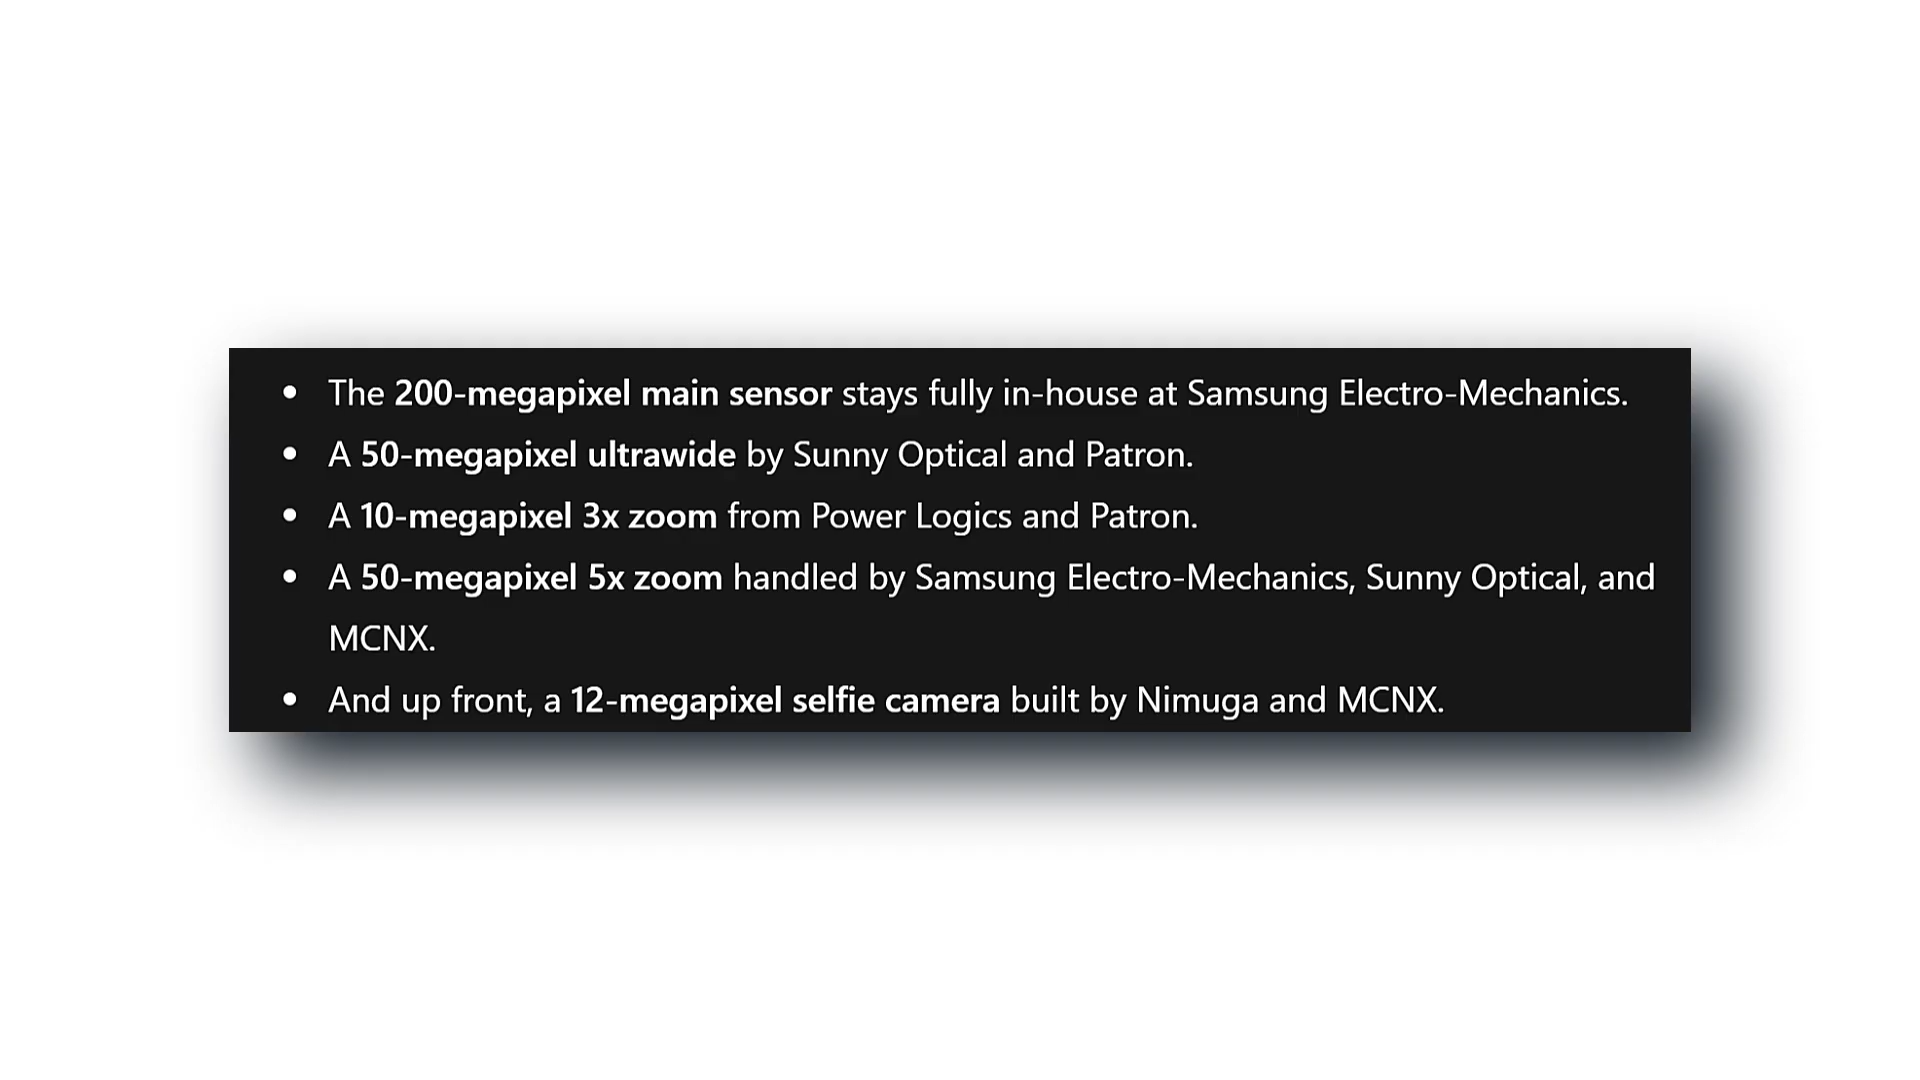 • The 200-megapixel main sensor stays fully in-house at Samsung Electro-Mechanics.
• A 50-megapixel ultrawide by Sunny Optical and Patron.
• A 10-megapixel 3x zoom from Power Logics and Patron.
• A 50-megapixel 5x zoom handled by Samsung Electro-Mechanics, Sunny Optical, and
MCNX.
• And up front, a 12-megapixel selfie camera built by Nimuga and MCNX.